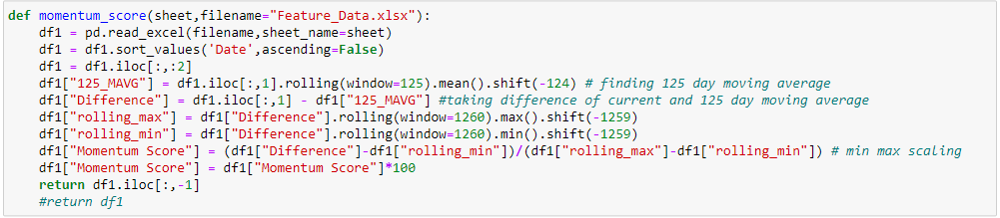 def momentum_score(sheet,filename="Feature_Data.xlsx"):
    df1 = pd.read_excel(filename,sheet_name=sheet)
    df1 = df1.sort_values('Date',ascending=False)
    df1 = df1.iloc[:,:2]
    df1["125_MAVG"] = df1.iloc[:,1].rolling(window=125).mean().shift(-124) # finding 125 day moving average
    df1["Difference"] = df1.iloc[:,1] - df1["125_MAVG"] #taking difference of current and 125 day moving average
    df1["rolling_max"] = df1["Difference"].rolling(window=1260).max().shift(-1259)
    df1["rolling_min"] = df1["Difference"].rolling(window=1260).min().shift(-1259)
    df1["Momentum Score"] = (df1["Difference"]-df1["rolling_min"])/(df1["rolling_max"]-df1["rolling_min"]) # min max scaling
    df1["Momentum Score"] = df1["Momentum Score"]*100
    return df1.iloc[:,-1]
    #return df1